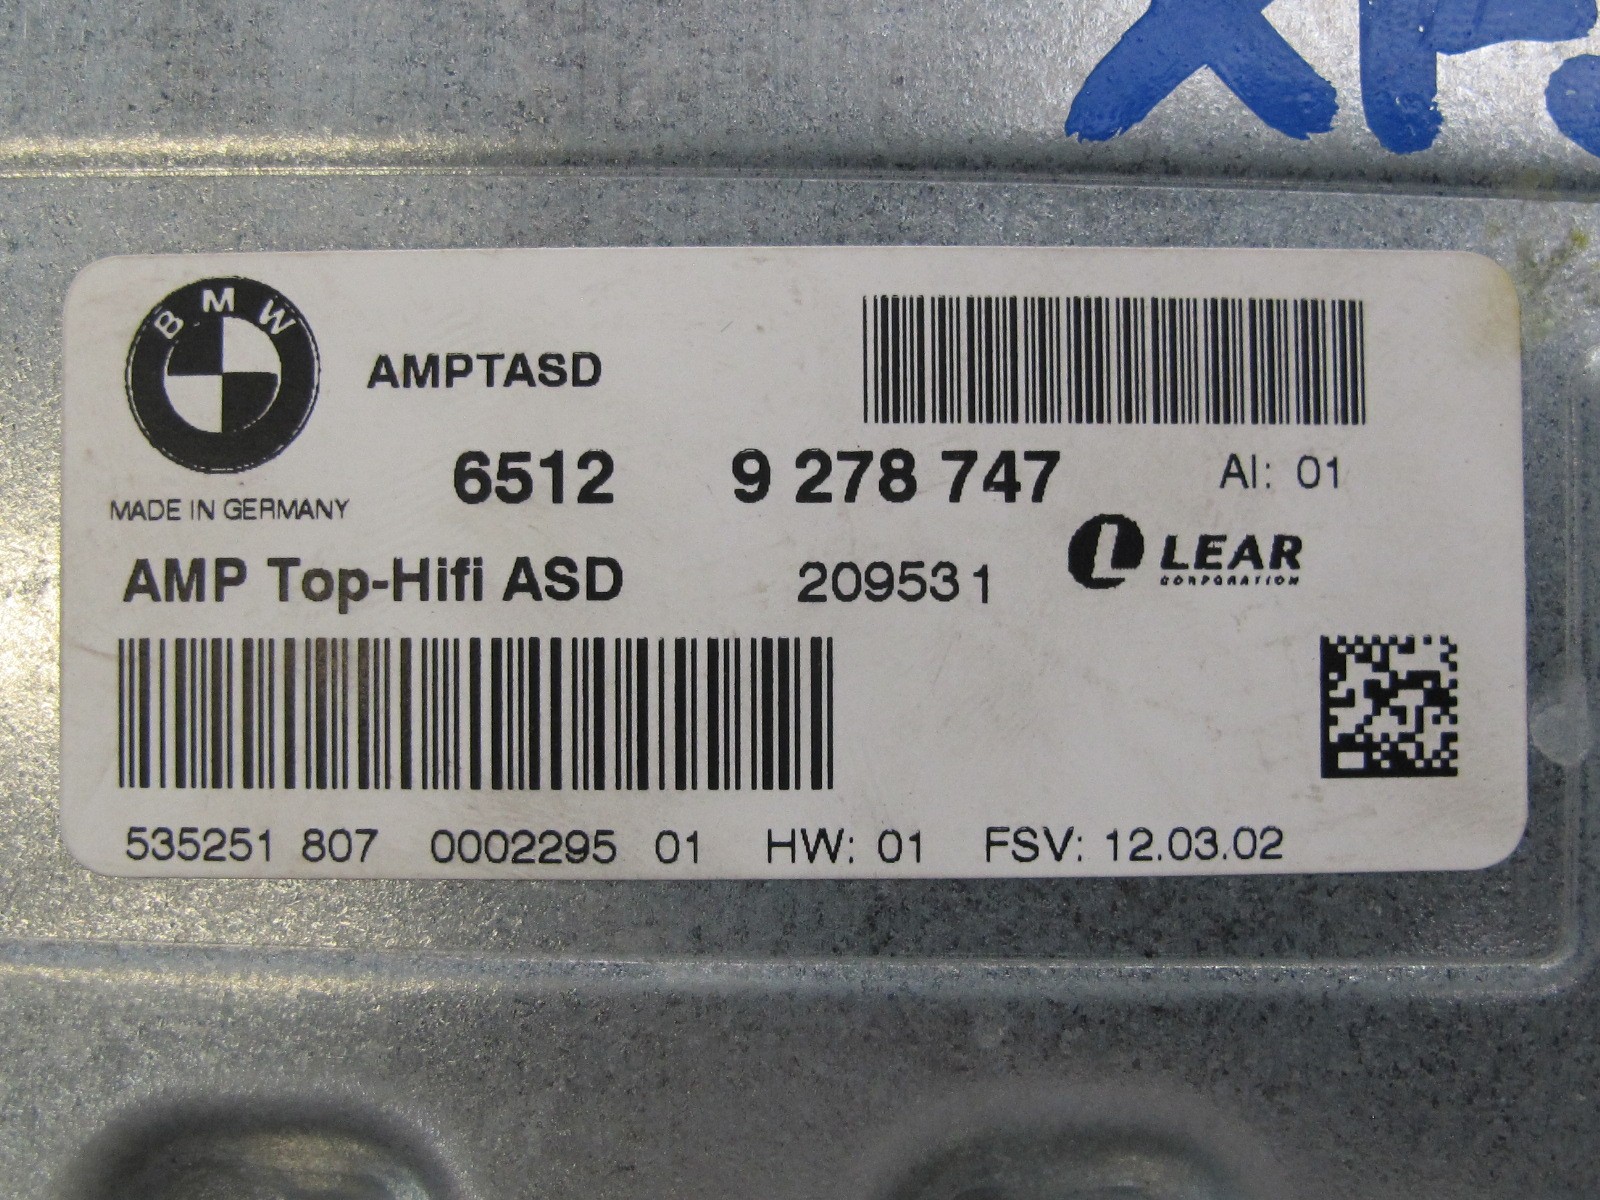 BMW
AMPTASD
6512 9 278 747 AI: 01
MADE IN GERMANY
LEAR
CORPORATION
AMP Top-Hifi ASD 209531
535251 807 0002295 01 HW: 01 FSV: 12.03.02